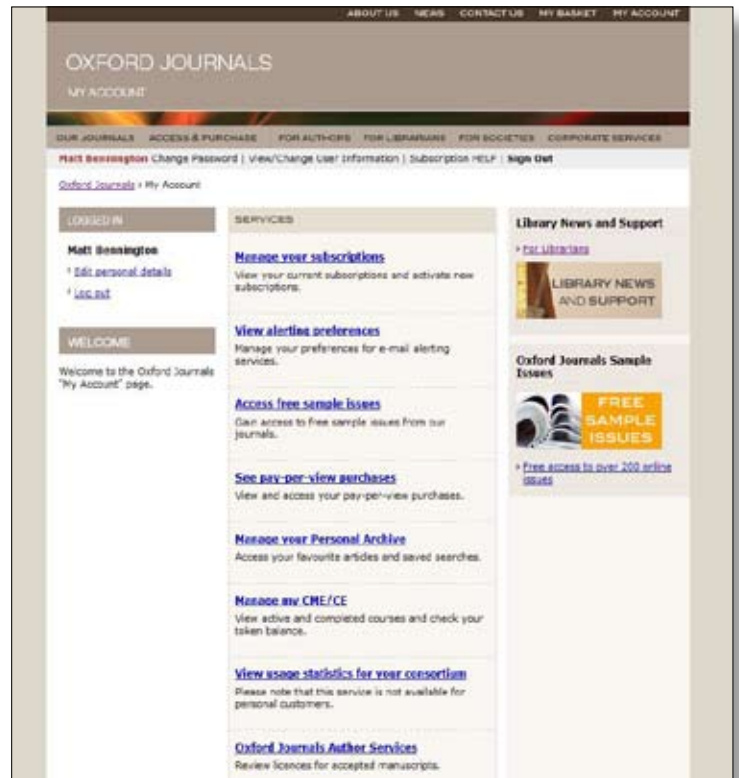 ABOUT US NEWS CONTACT US MY BASKET MY ACCOUNT
OXFORD JOURNALS
MY ACCOUNT
OUR JOURNALS ACCESS & PURCHASE FOR AUTHORS FOR LIBRARIANS FOR SOCIETIES CORPORATE SERVICES
Matt Bennington Change Password | View/Change User Information | Subscription HELP | Sign Out
Oxford Journals › My Account
LOGGED IN
Matt Bennington
Edit personal details
Log out
WELCOME
Welcome to the Oxford Journals
"My Account" page.
SERVICES
Manage your subscriptions
View your current subscriptions and activate new
subscriptions.
View alerting preferences
Manage your preferences for e-mail alerting
services.
Access free sample issues
Gain access to free sample issues from our
journals.
See pay-per-view purchases
View and access your pay-per-view purchases.
Manage your Personal Archive
Access your favourite articles and saved searches.
Manage my CME/CE
View active and completed courses and check your
token balance.
View usage statistics for your consortium
Please note that this service is not available for
personal customers.
Oxford Journals Author Services
Review licences for accepted manuscripts.
Library News and Support
For Librarians
LIBRARY NEWS
AND SUPPORT
Oxford Journals Sample
Issues
FREE
SAMPLE
ISSUES
Free access to over 200 online
issues